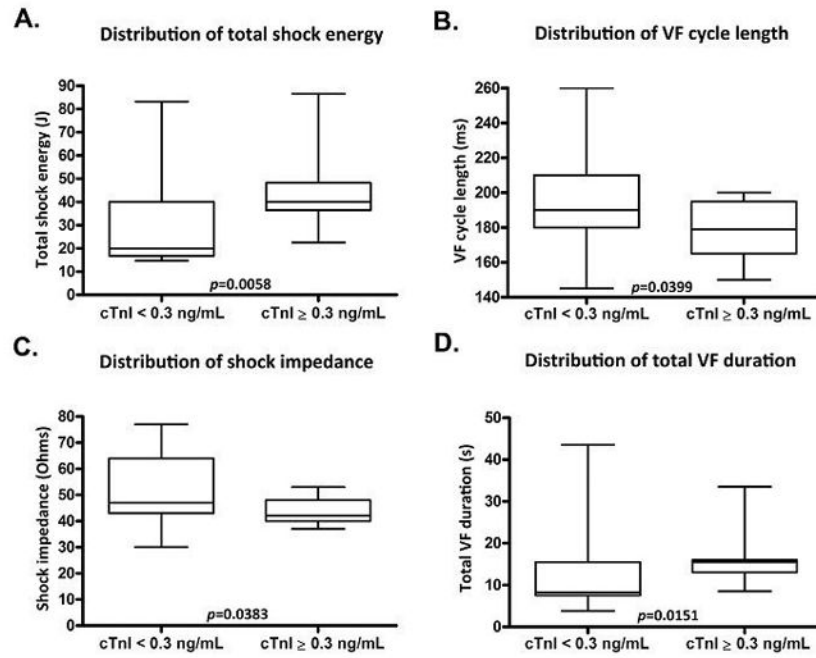 A.
Distribution of total shock energy
Total shock energy (J)
90
80
70
60
50
40
30
20
10
0
p=0.0058
cTnI < 0.3 ng/mL
cTnI ≥ 0.3 ng/mL
B.
Distribution of VF cycle length
VF cycle length (ms)
260
240
220
200
180
160
140
p=0.0399
cTnI < 0.3 ng/mL
cTnI ≥ 0.3 ng/mL
C.
Distribution of shock impedance
Shock impedance (Ohms)
80
70
60
50
40
30
20
10
0
p=0.0383
cTnI < 0.3 ng/mL
cTnI ≥ 0.3 ng/mL
D.
Distribution of total VF duration
Total VF duration (s)
50
40
30
20
10
0
p=0.0151
cTnI < 0.3 ng/mL
cTnI ≥ 0.3 ng/mL